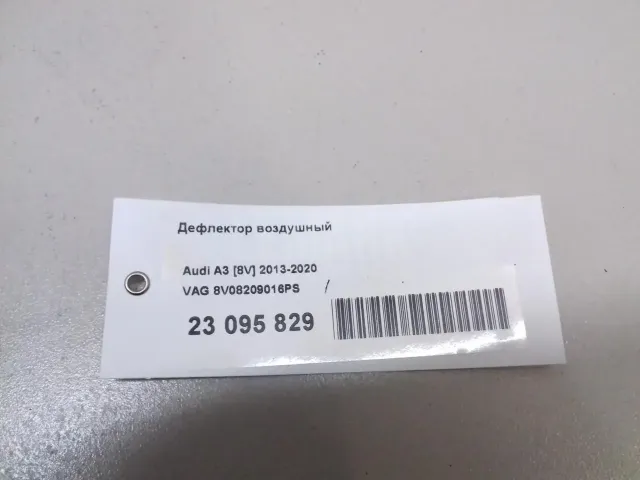 Дефлектор воздушный
Audi A3 [8V] 2013-2020
VAG 8V08209016PS /
23 095 829